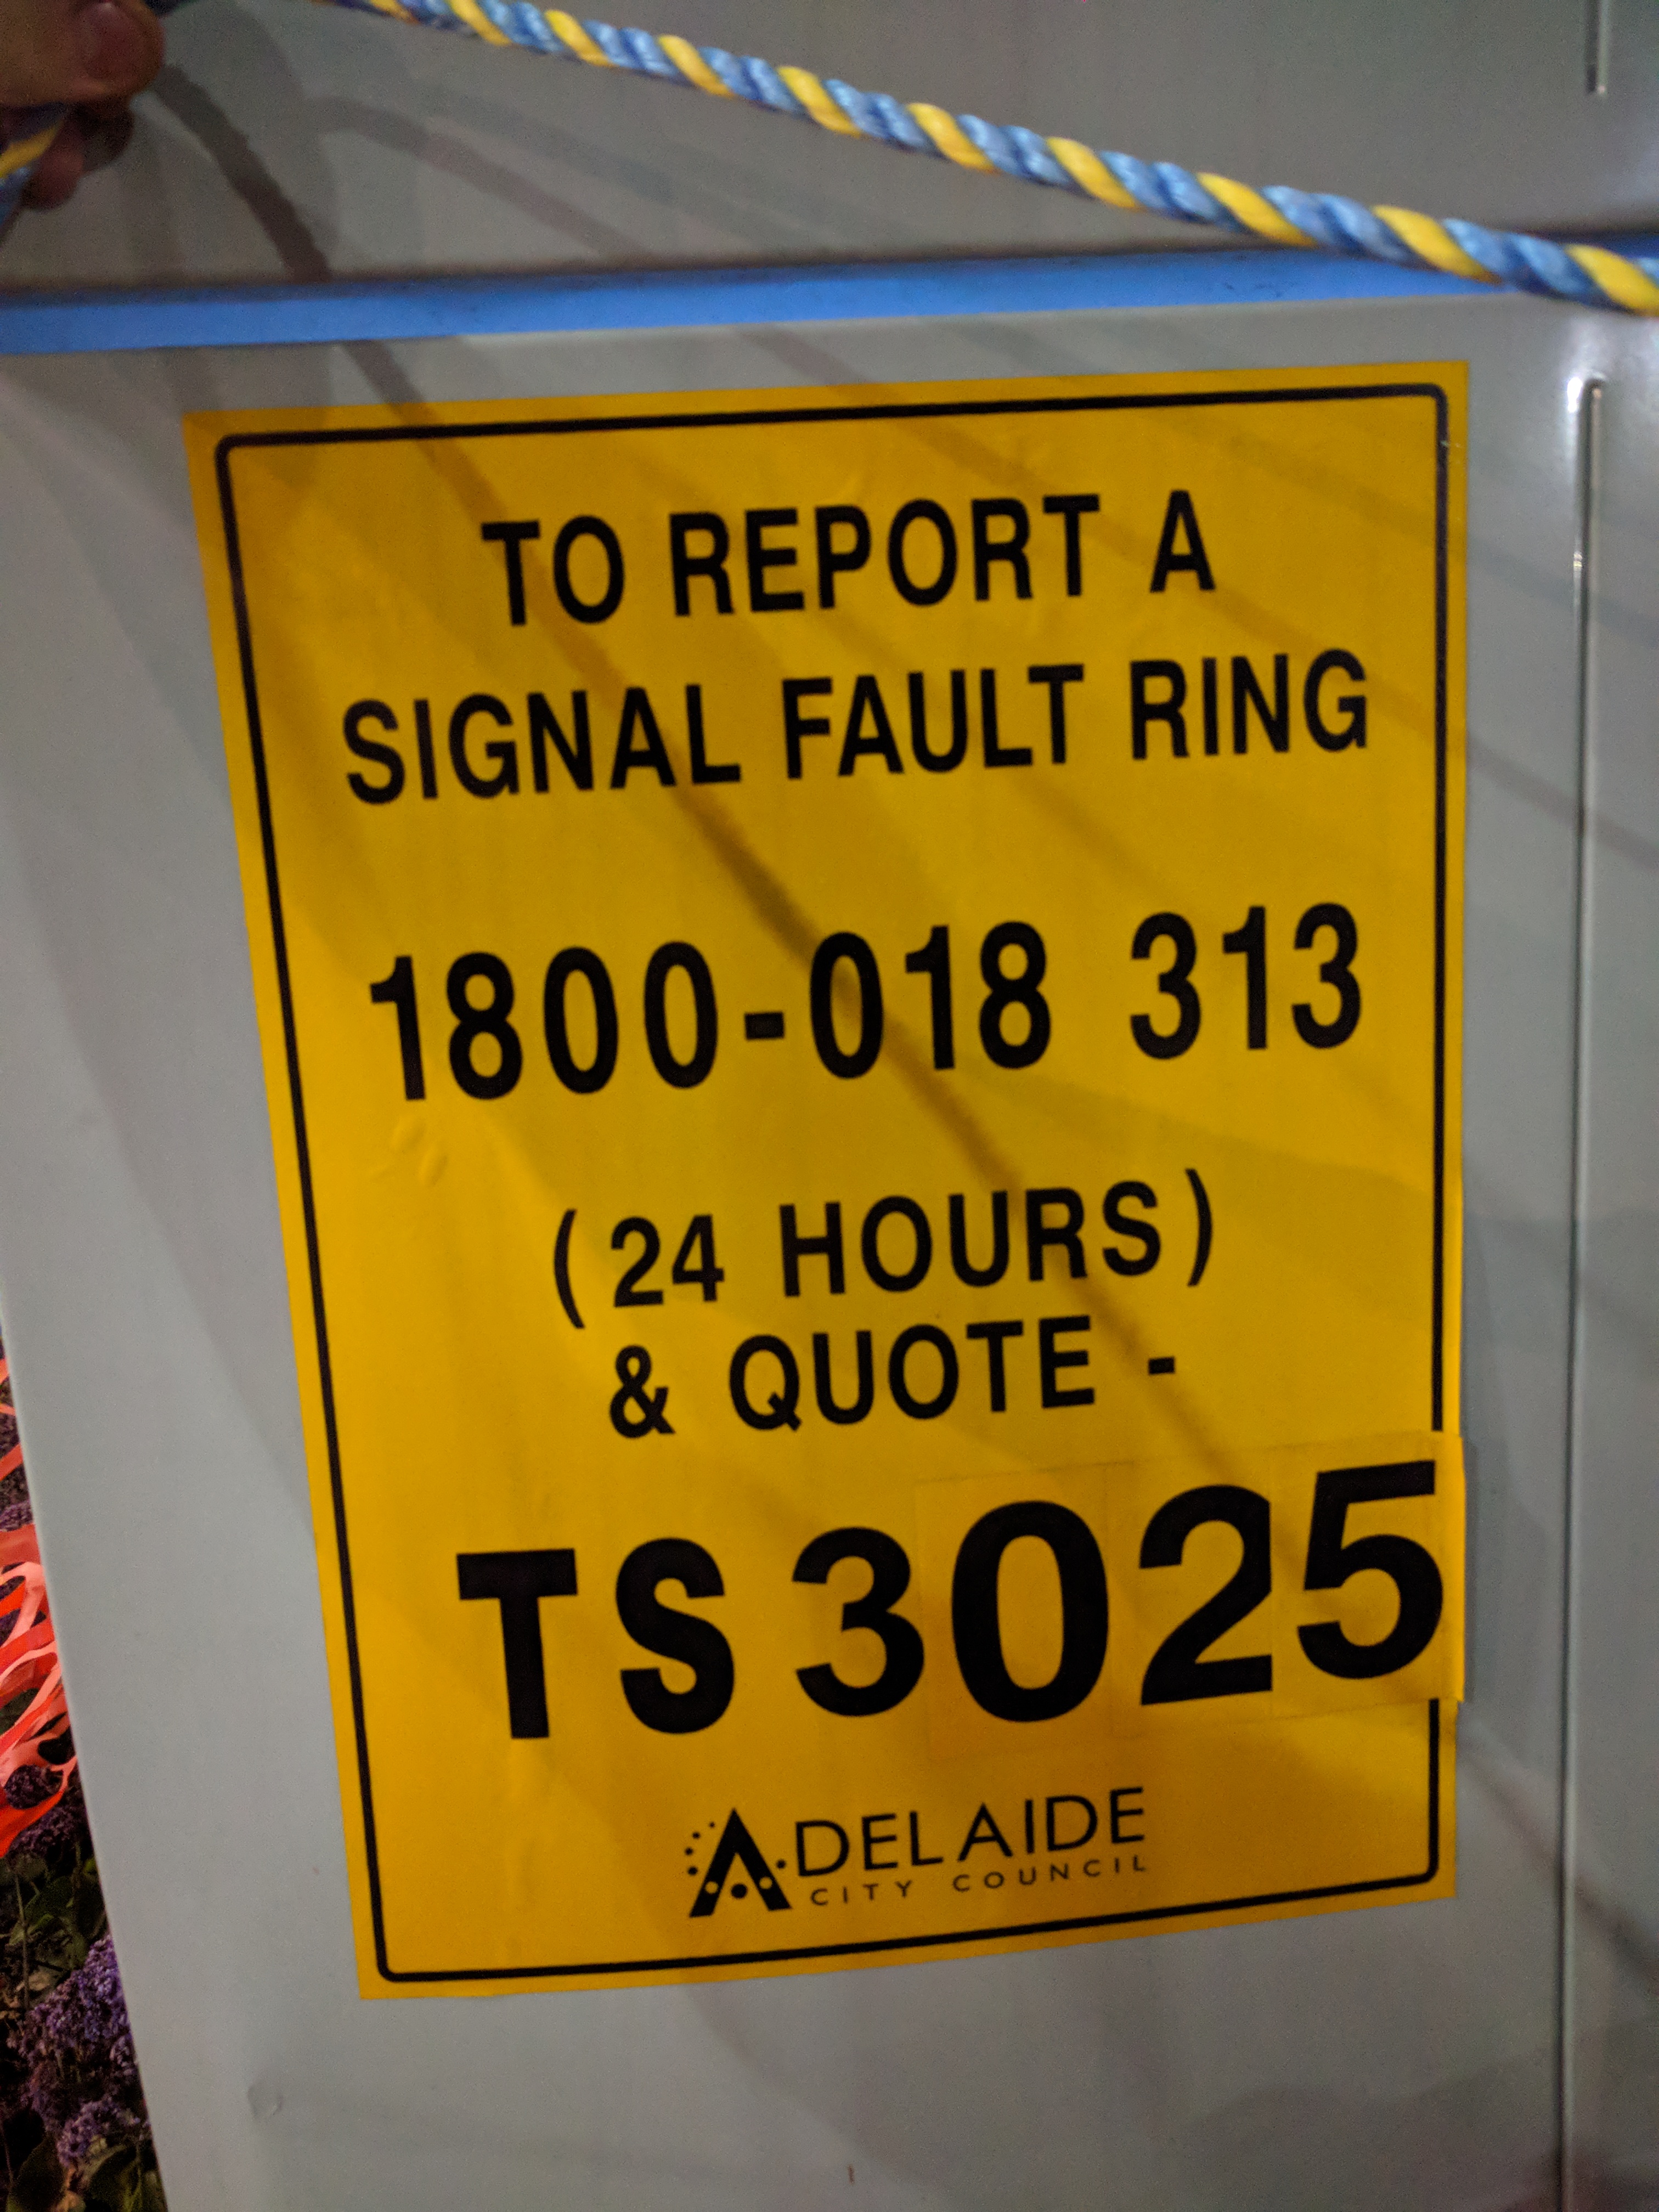 TO REPORT A
SIGNAL FAULT RING
1800-018 313
(24 HOURS)
& QUOTE -
TS 3025
ADELAIDE
CITY COUNCIL